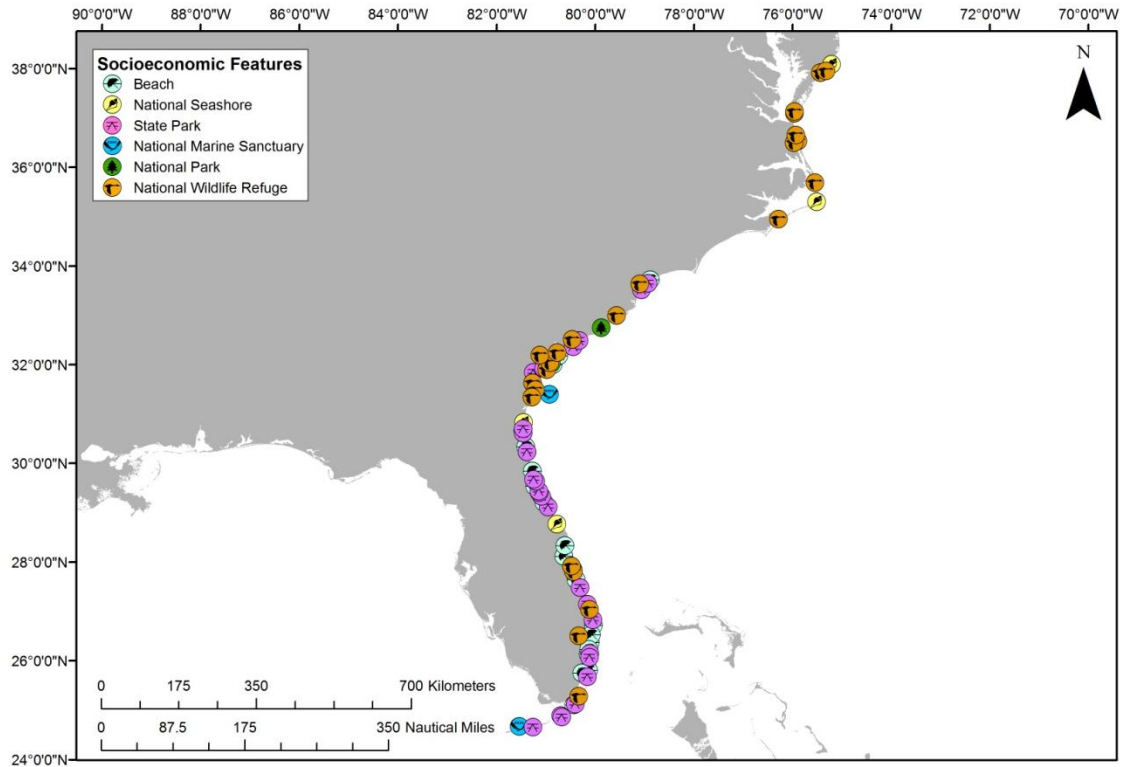 90°0'0"W 88°0'0"W 86°0'0"W 84°0'0"W 82°0'0"W 80°0'0"W 78°0'0"W 76°0'0"W 74°0'0"W 72°0'0"W 70°0'0"W
Socioeconomic Features
Beach
National Seashore
State Park
National Marine Sanctuary
National Park
National Wildlife Refuge
N
38°0'0"N
36°0'0"N
34°0'0"N
32°0'0"N
30°0'0"N
28°0'0"N
26°0'0"N
24°0'0"N
0 175 350 700 Kilometers
0 87.5 175 350 Nautical Miles